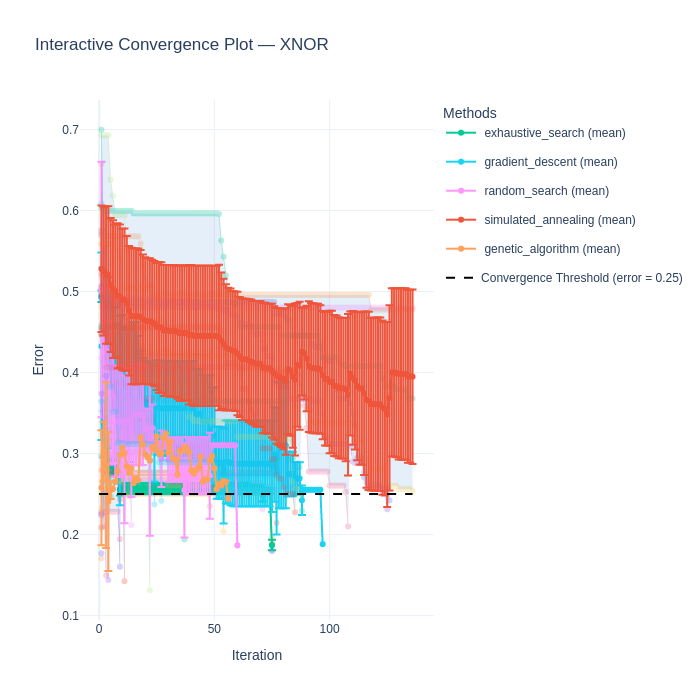 Interactive Convergence Plot — XNOR
Methods
exhaustive_search (mean)
gradient_descent (mean)
random_search (mean)
simulated_annealing (mean)
genetic_algorithm (mean)
Convergence Threshold (error = 0.25)
Error
0.7
0.6
0.5
0.4
0.3
0.2
0.1
0
50
100
Iteration